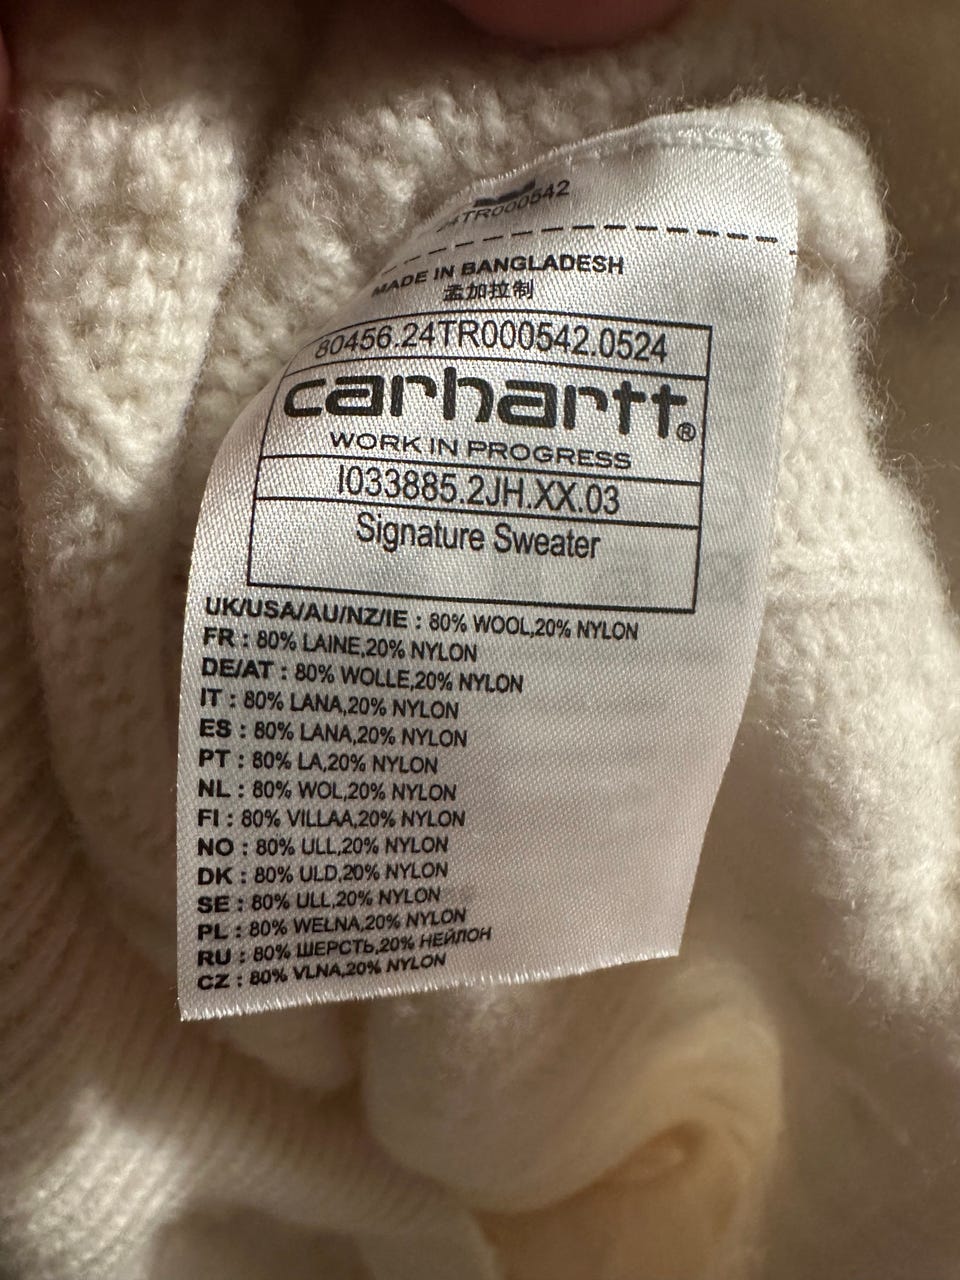 24TR000542
MADE IN BANGLADESH
孟加拉制
80456.24TR000542.0524
carhartt®
WORK IN PROGRESS
I033885.2JH.XX.03
Signature Sweater
UK/USA/AU/NZ/IE : 80% WOOL,20% NYLON
FR : 80% LAINE,20% NYLON
DE/AT : 80% WOLLE,20% NYLON
IT : 80% LANA,20% NYLON
ES : 80% LANA,20% NYLON
PT : 80% LA,20% NYLON
NL : 80% WOL,20% NYLON
FI : 80% VILLAA,20% NYLON
NO : 80% ULL,20% NYLON
DK : 80% ULD,20% NYLON
SE : 80% ULL,20% NYLON
PL : 80% WEŁNA,20% NYLON
RU : 80% ШЕРСТЬ,20% НЕЙЛОН
CZ : 80% VLNA,20% NYLON